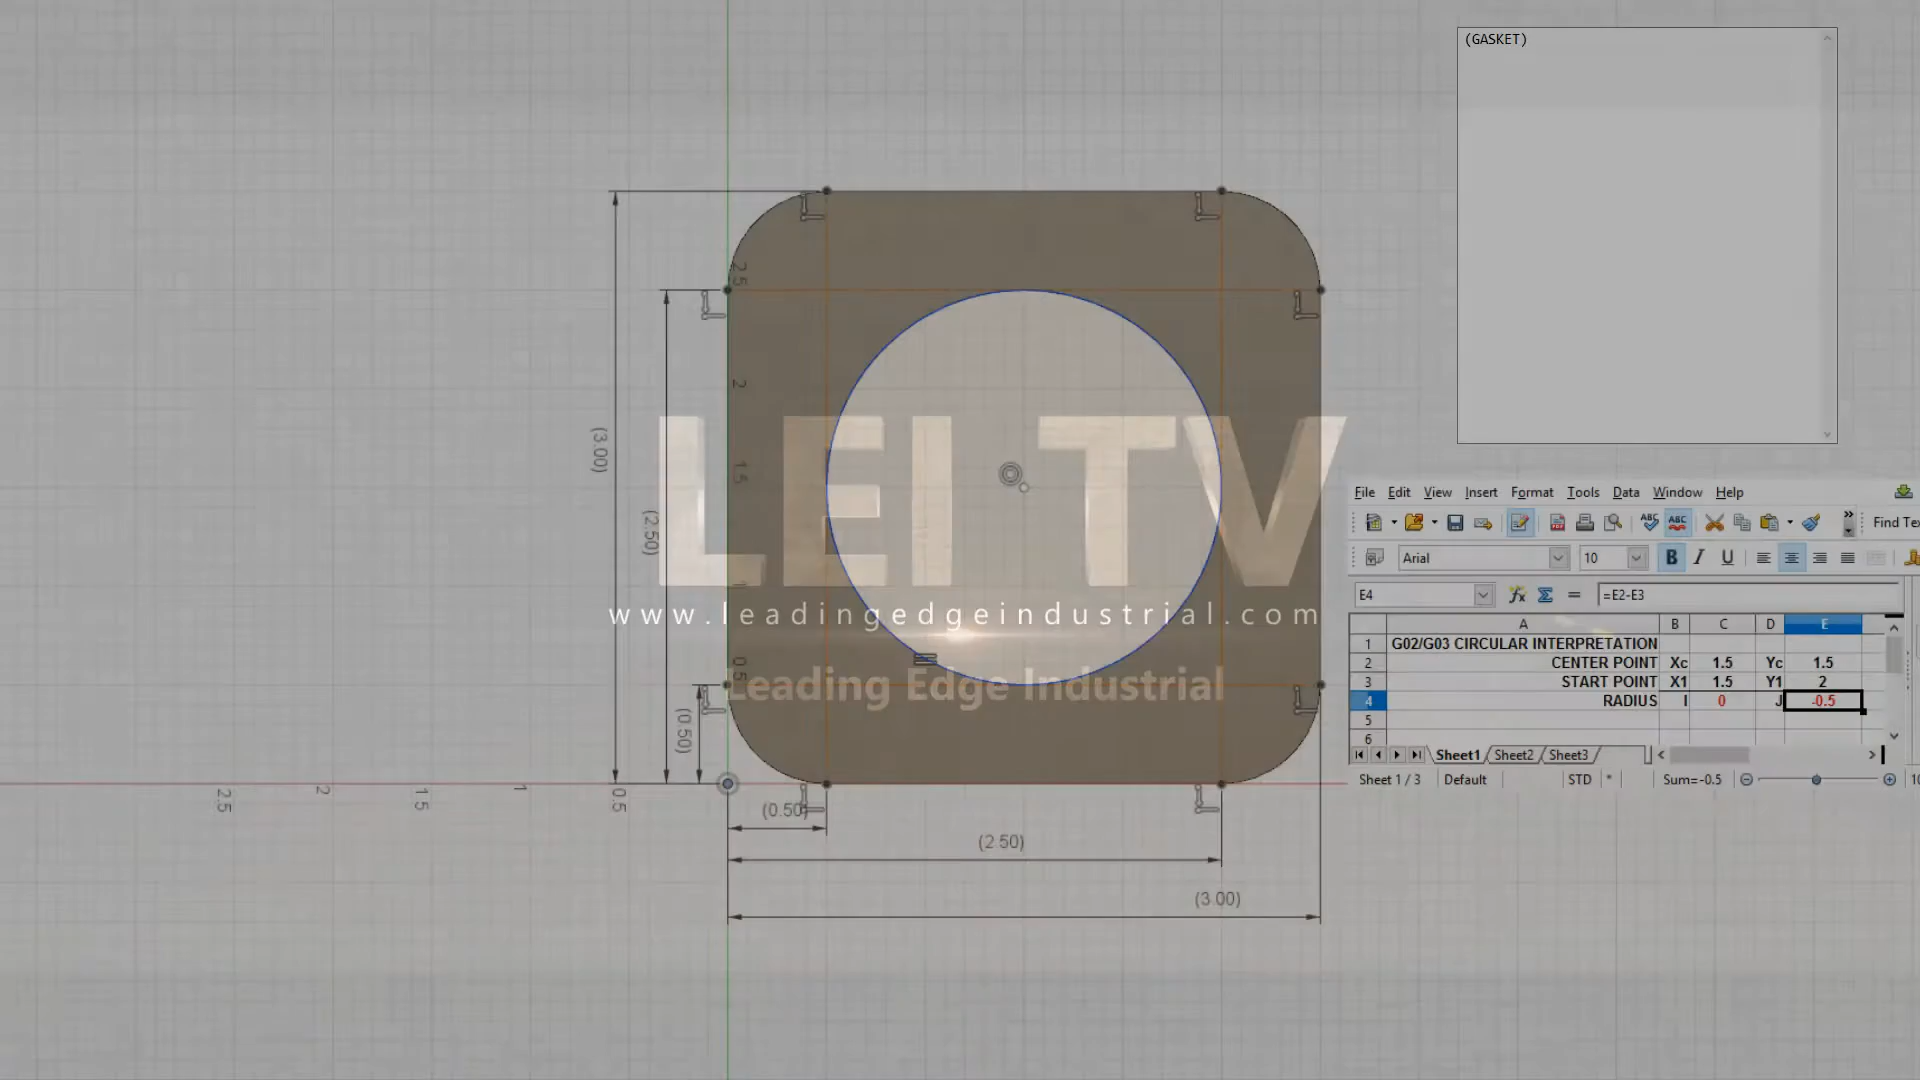 (GASKET)
2.5
2
1.5
1
0.5
(3.00)
(2.50)
(0.50)
2.5
2
1.5
1
0.5
(0.50)
(2.50)
(3.00)
LEI TV
www.leadingedgeindustrial.com
Leading Edge Industrial
File Edit View Insert Format Tools Data Window Help
Find Te
Arial 10 B I U
E4 =E2-E3
A B C D E
1 G02/G03 CIRCULAR INTERPRETATION
2 CENTER POINT Xc 1.5 Yc 1.5
3 START POINT X1 1.5 Y1 2
4 RADIUS I 0 J -0.5
5
6
Sheet1 Sheet2 Sheet3
Sheet 1 / 3 Default STD * Sum=-0.5